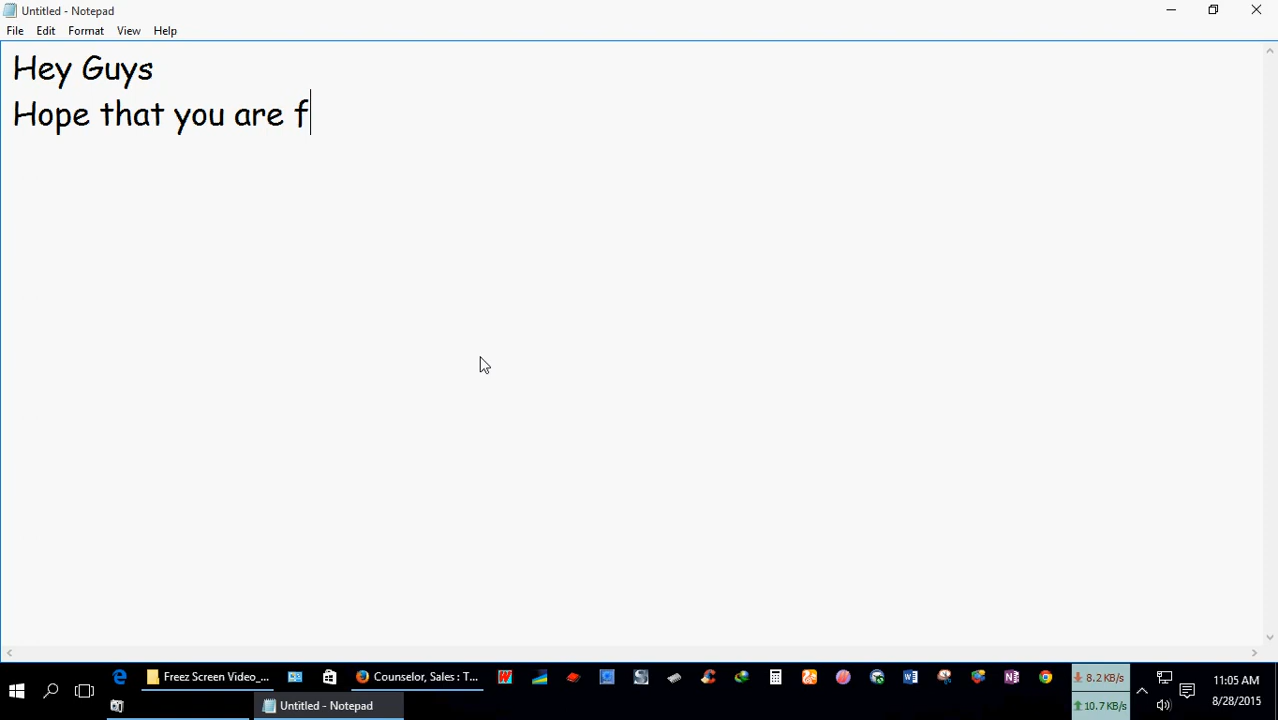 Untitled - Notepad
File Edit Format View Help
Hey Guys
Hope that you are f
Freez Screen Video_...
Counselor, Sales : T...
8.2 KB/s
11:05 AM
Untitled - Notepad
10.7 KB/s
8/28/2015